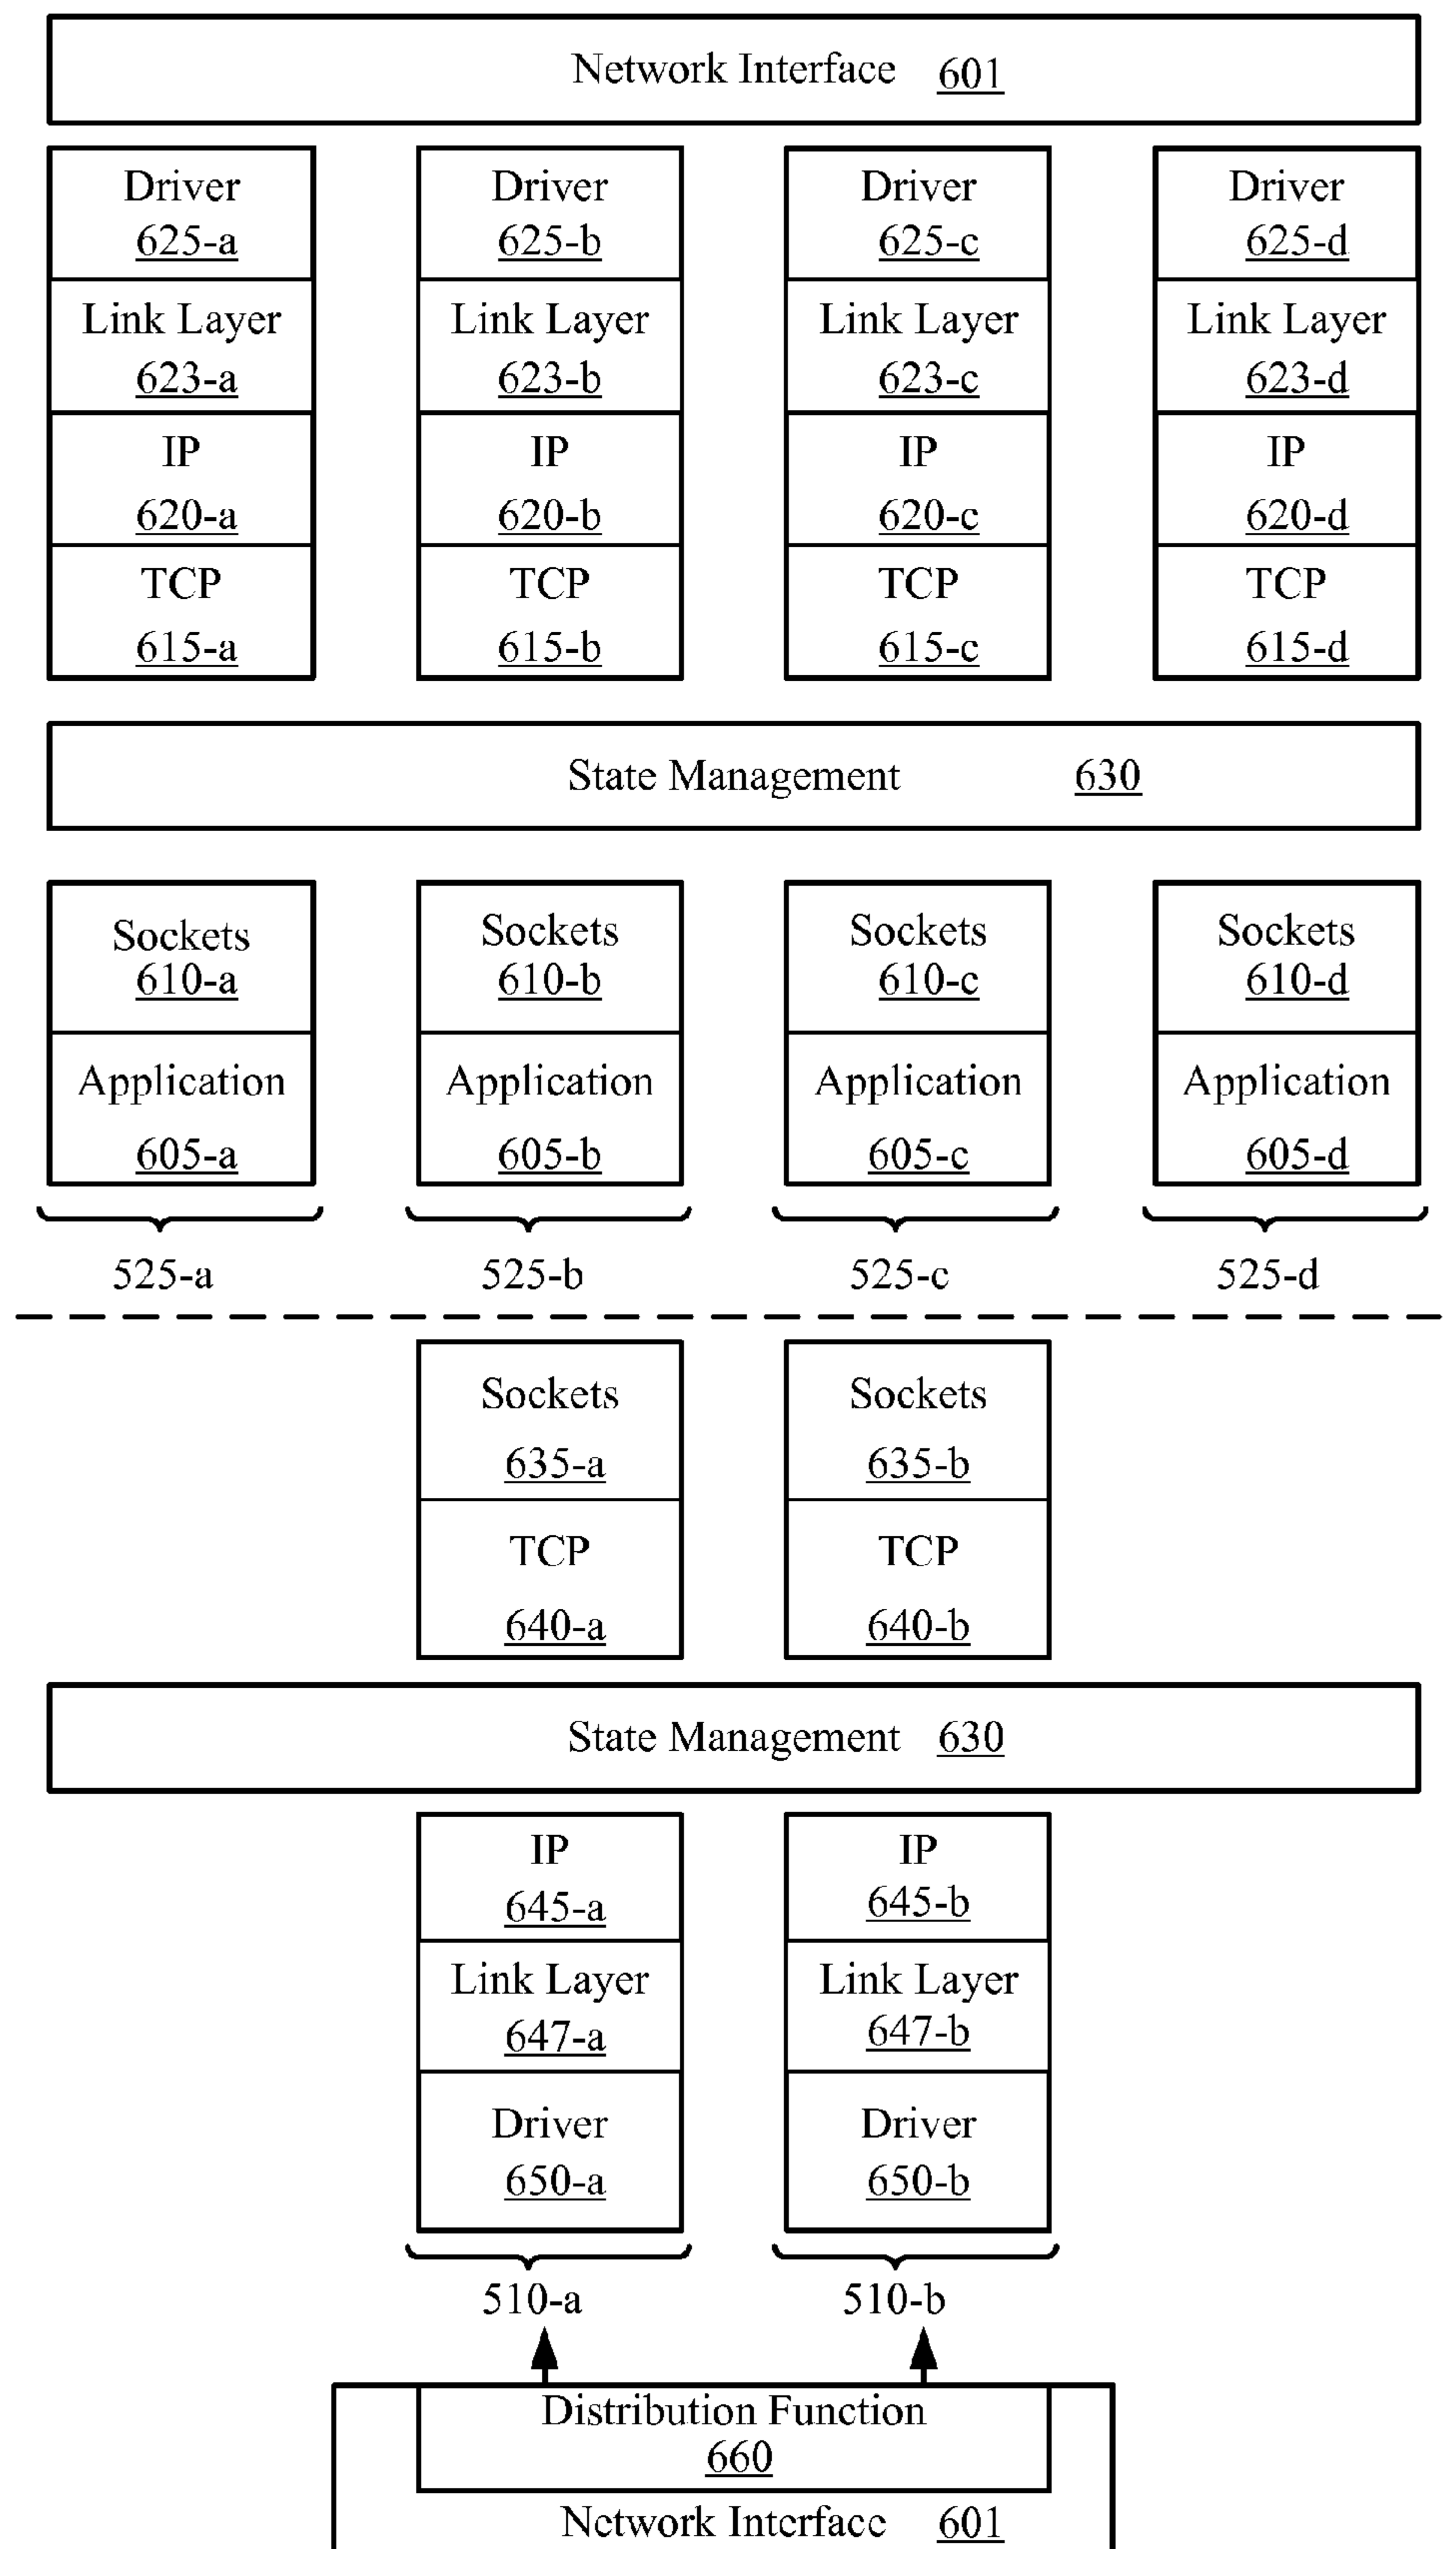 Network Interface 601
Driver Driver Driver Driver
625-a 625-b 625-c 625-d
Link Layer Link Layer Link Layer Link Layer
623-a 623-b 623-c 623-d
IP IP IP IP
620-a 620-b 620-c 620-d
TCP TCP TCP TCP
615-a 615-b 615-c 615-d
State Management 630
Sockets Sockets Sockets Sockets
610-a 610-b 610-c 610-d
Application Application Application Application
605-a 605-b 605-c 605-d
525-a 525-b 525-c 525-d
Sockets Sockets
635-a 635-b
TCP TCP
640-a 640-b
State Management 630
IP IP
645-a 645-b
Link Layer Link Layer
647-a 647-b
Driver Driver
650-a 650-b
510-a 510-b
Distribution Function
660
Network Interface 601